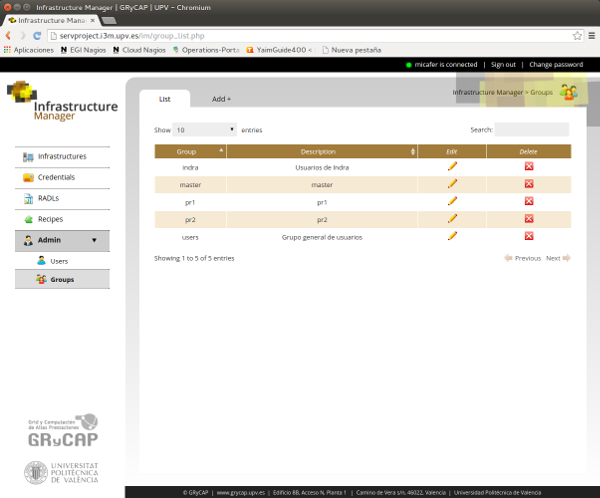 Infrastructure Manager | GRyCAP | UPV - Chromium
Infrastructure Mana
servproject.i3m.upv.es/im/group_list.php
Aplicaciones EGI Nagios Cloud Nagios Operations-Porta YaimGuide400 < Nueva pestaña
micafer is connected | Sign out | Change password
Infrastructure
Manager
List Add +
Infrastructure Manager > Groups
Show 10 entries Search:
Group Description Edit Delete
indra Usuarios de Indra
master master
pr1 pr1
pr2 pr2
users Grupo general de usuarios
Showing 1 to 5 of 5 entries Previous Next
Infrastructures
Credentials
RADLs
Recipes
Admin
Users
Groups
Grid y Computación
de Altas Prestaciones
GRyCAP
UNIVERSITAT
POLITÈCNICA
DE VALÈNCIA
© GRyCAP | www.grycap.upv.es | Edificio 8B, Acceso N, Planta 1 | Camino de Vera s/n, 46022, Valencia | Universidad Politécnica de Valencia